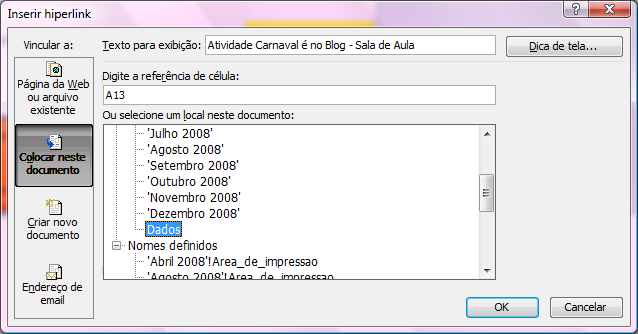 Inserir hiperlink
Vincular a:
Texto para exibição: Atividade Carnaval é no Blog - Sala de Aula
Dica de tela...
Página da Web
ou arquivo
existente
Colocar neste
documento
Criar novo
documento
Endereço de
email
Digite a referência de célula:
A13
Ou selecione um local neste documento:
'Julho 2008'
'Agosto 2008'
'Setembro 2008'
'Outubro 2008'
'Novembro 2008'
'Dezembro 2008'
Dados
Nomes definidos
'Abril 2008'!Area_de_impressao
'Agosto 2008'!Area_de_impressao
OK
Cancelar